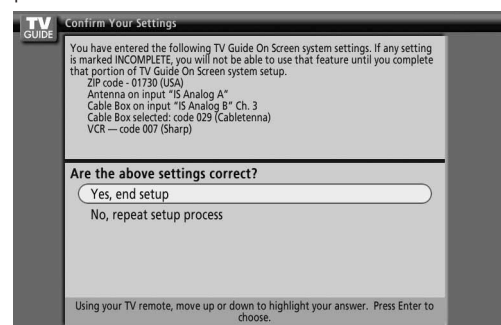 TV
GUIDE
Confirm Your Settings
You have entered the following TV Guide On Screen system settings. If any setting
is marked INCOMPLETE, you will not be able to use that feature until you complete
that portion of TV Guide On Screen system setup.
ZIP code - 01730 (USA)
Antenna on input "IS Analog A"
Cable Box on input "IS Analog B" Ch. 3
Cable Box selected: code 029 (Cabletenna)
VCR — code 007 (Sharp)
Are the above settings correct?
Yes, end setup
No, repeat setup process
Using your TV remote, move up or down to highlight your answer. Press Enter to
choose.